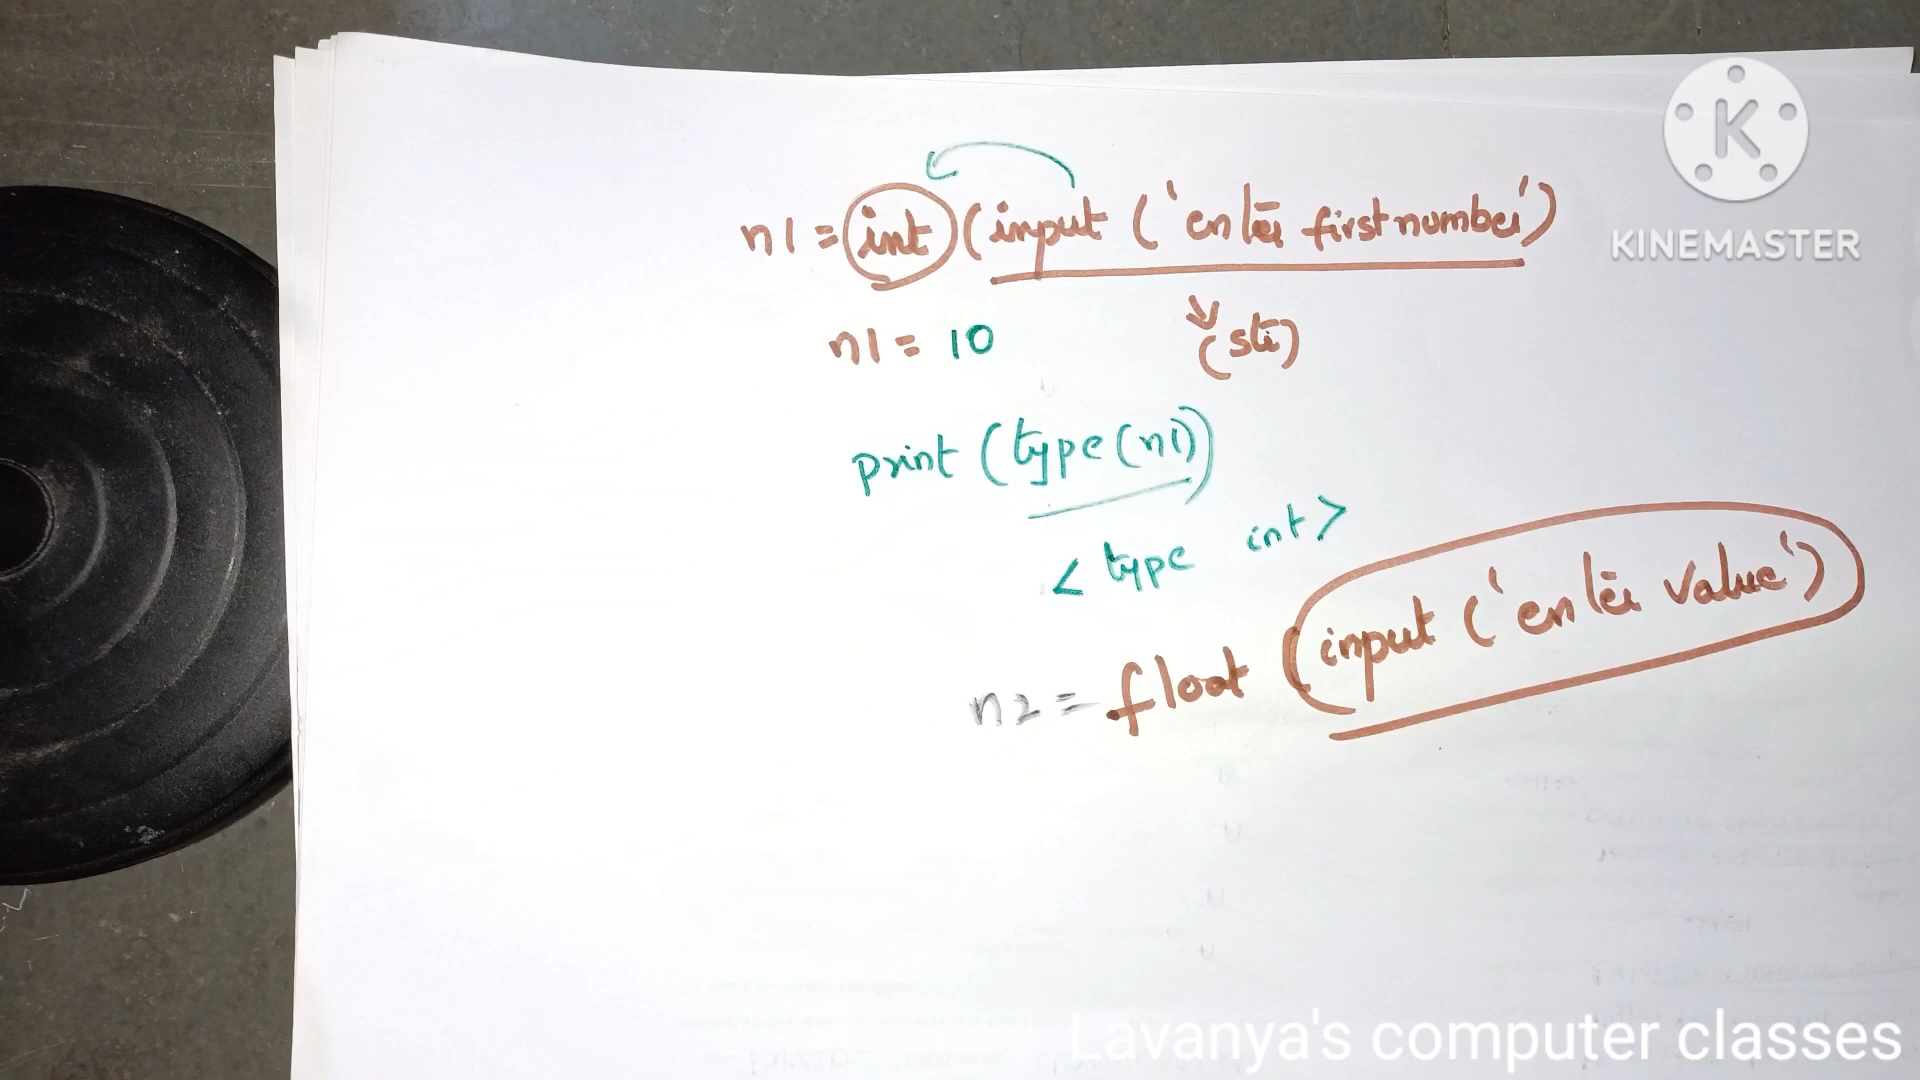 n1 = int (input ('enter first number')
n1 = 10
(str)
print (type (n1))
< type int >
n2 = float (input ('enter value')
K
KINEMASTER
Lavanya's computer classes